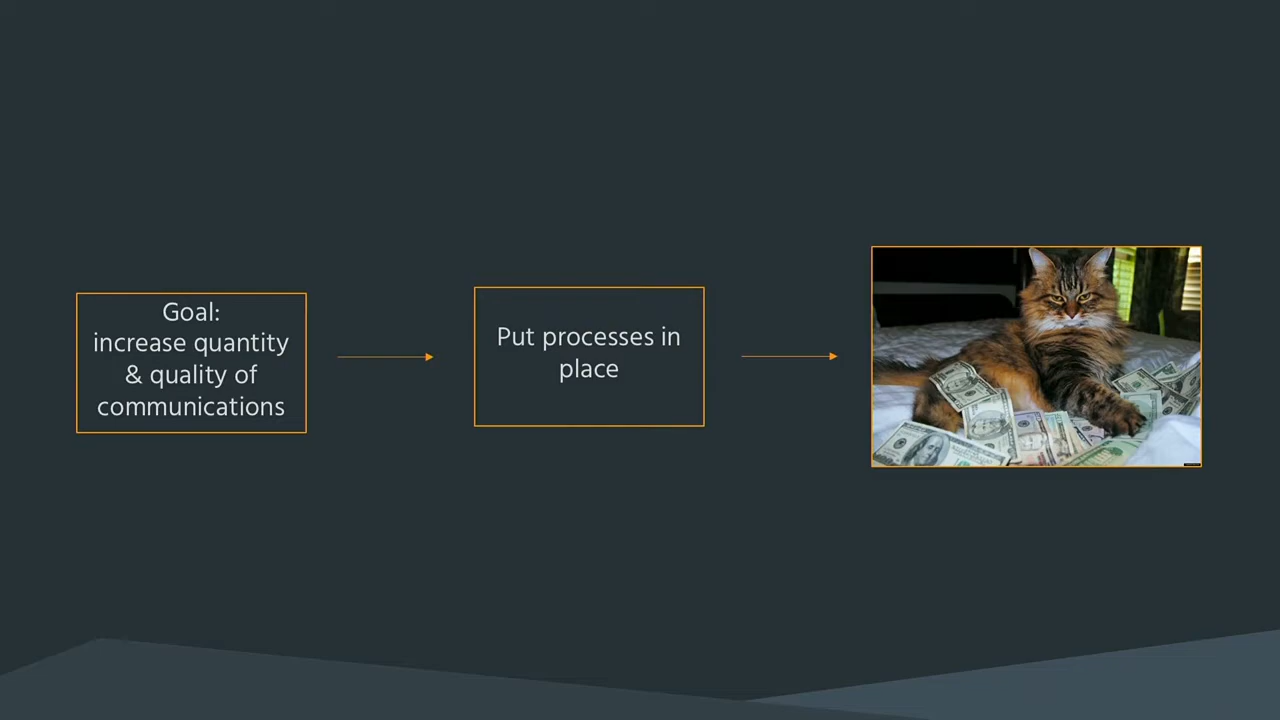 Goal:
increase quantity
& quality of
communications
Put processes in
place